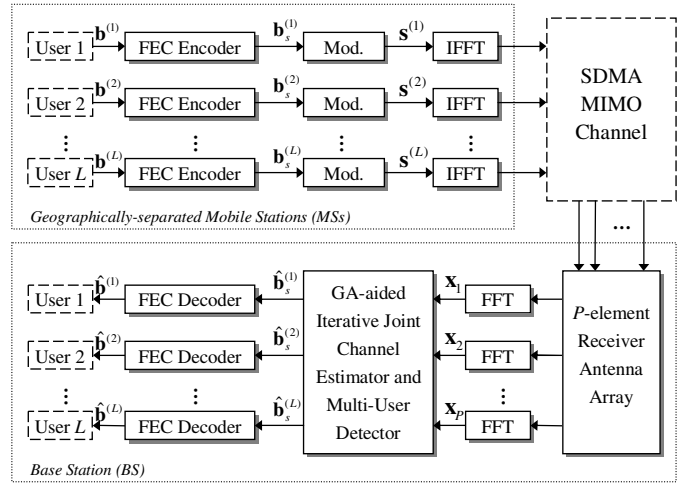 User 1 b^(1) FEC Encoder b_s^(1) Mod. s^(1) IFFT
User 2 b^(2) FEC Encoder b_s^(2) Mod. s^(2) IFFT
⋮ ⋮ ⋮ ⋮
User L b^(L) FEC Encoder b_s^(L) Mod. s^(L) IFFT
Geographically-separated Mobile Stations (MSs)
SDMA
MIMO
Channel
...
User 1 b̂^(1) FEC Decoder b̂_s^(1)
User 2 b̂^(2) FEC Decoder b̂_s^(2)
⋮ ⋮
User L b̂^(L) FEC Decoder b̂_s^(L)
GA-aided
Iterative Joint
Channel
Estimator and
Multi-User
Detector
x_1 FFT
x_2 FFT
⋮
x_P FFT
P-element
Receiver
Antenna
Array
Base Station (BS)